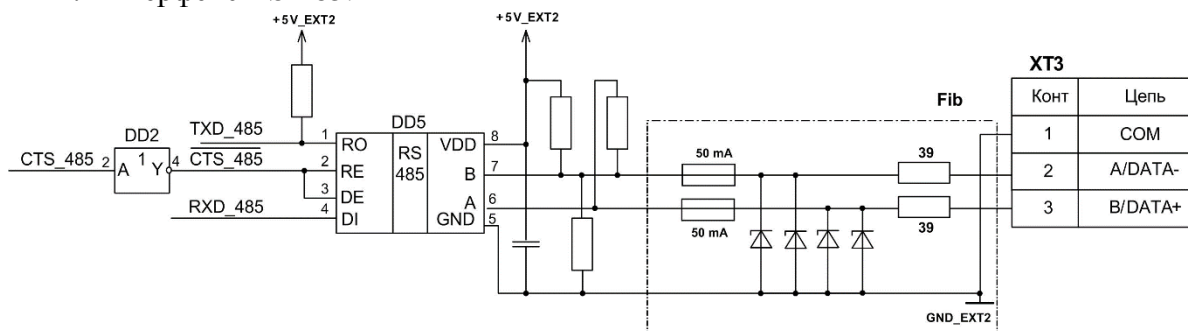 +5V_EXT2
+5V_EXT2
XT3
Конт Цепь
1 COM
2 A/DATA-
3 B/DATA+
Fib
DD2
CTS_485 2 A 1 Y 4
TXD_485
CTS_485
RXD_485
DD5
1 RO RS VDD 8
2 RE 485 B 7
3 DE A 6
4 DI GND 5
50 mA
50 mA
39
39
GND_EXT2